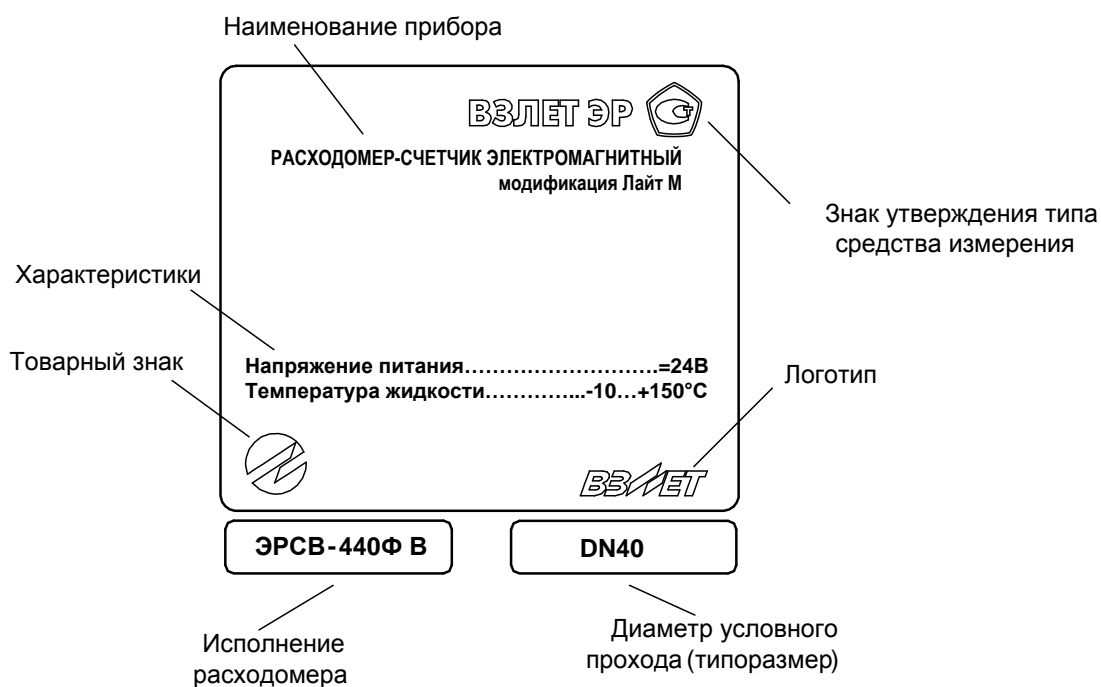 Наименование прибора
ВЗЛЕТ ЭР
РАСХОДОМЕР-СЧЕТЧИК ЭЛЕКТРОМАГНИТНЫЙ
модификация Лайт М
Знак утверждения типа
средства измерения
Характеристики
Товарный знак
Напряжение питания……………………….=24В
Температура жидкости…………...-10…+150°С
Логотип
ВЗЛЕТ
ЭРСВ-440Ф В
DN40
Исполнение
расходомера
Диаметр условного
прохода (типоразмер)